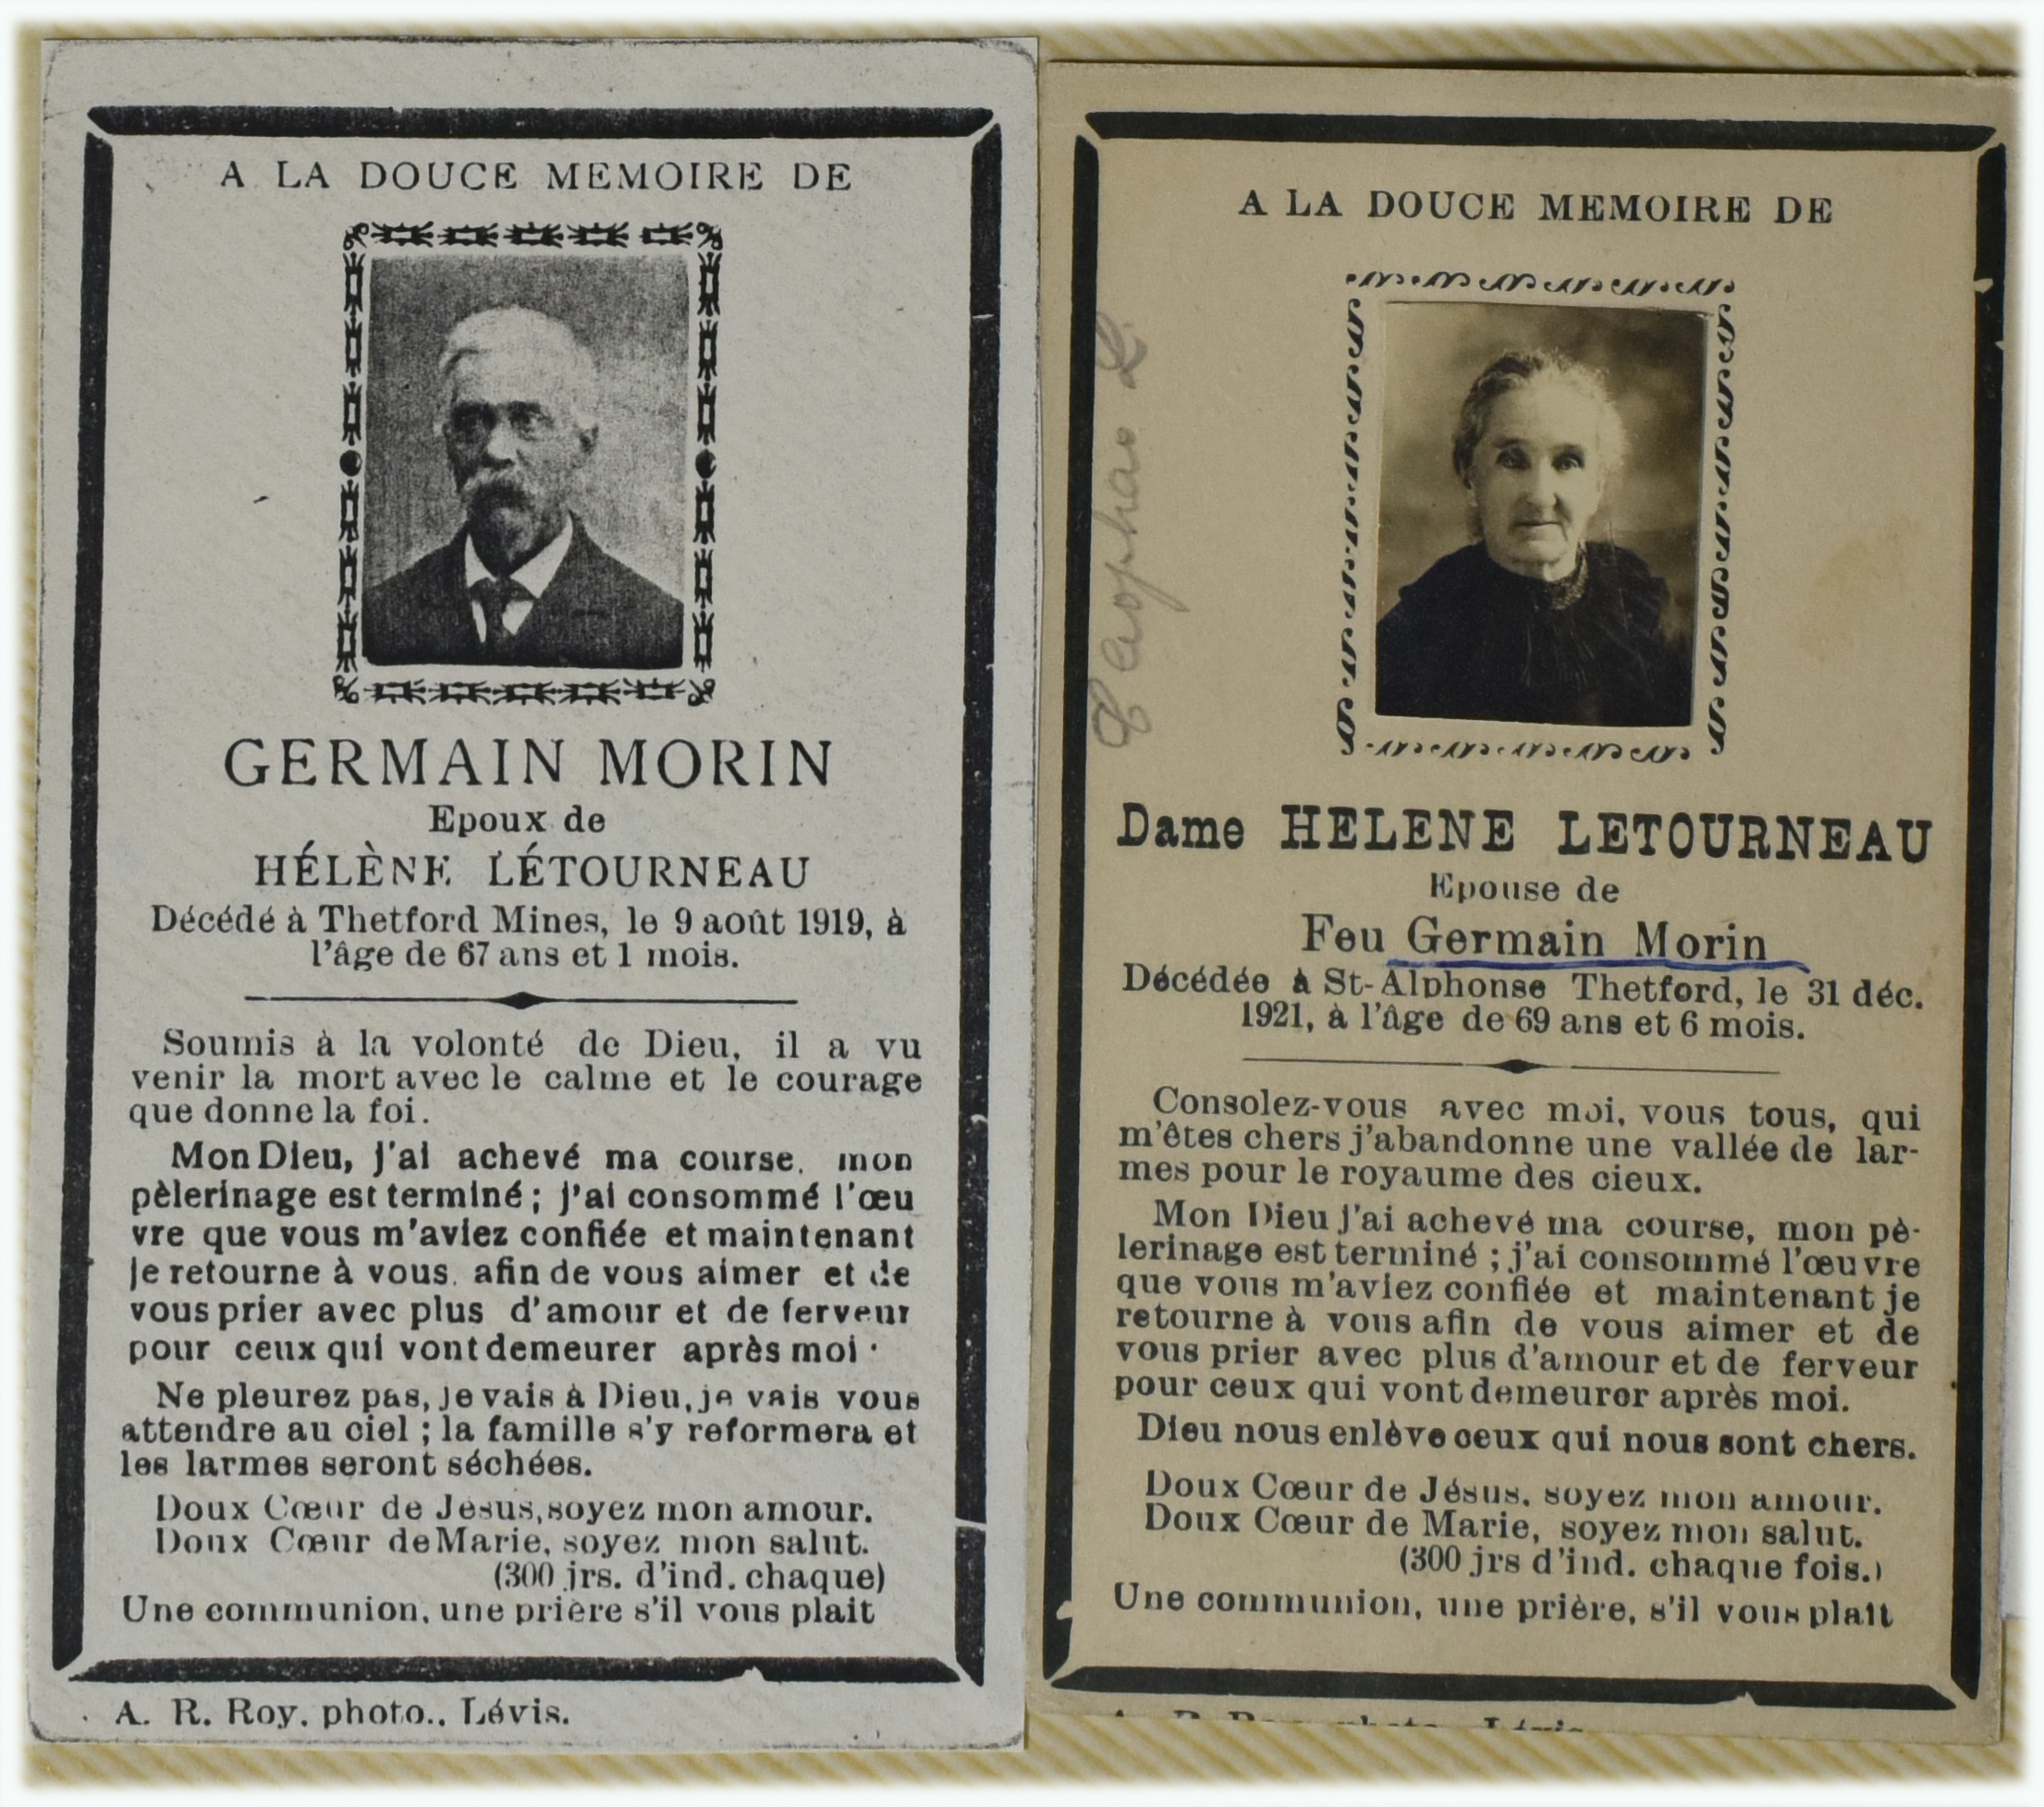 A LA DOUCE MEMOIRE DE
GERMAIN MORIN
Epoux de
HÉLÈNE LÉTOURNEAU
Décédé à Thetford Mines, le 9 août 1919, à
l'âge de 67 ans et 1 mois.
Soumis à la volonté de Dieu, il a vu
venir la mort avec le calme et le courage
que donne la foi.
Mon Dieu, j'ai achevé ma course, mon
pèlerinage est terminé ; j'ai consommé l'œu
vre que vous m'aviez confiée et maintenant
je retourne à vous, afin de vous aimer et de
vous prier avec plus d'amour et de ferveur
pour ceux qui vont demeurer après moi.
Ne pleurez pas, je vais à Dieu, je vais vous
attendre au ciel ; la famille s'y reformera et
les larmes seront séchées.
Doux Cœur de Jésus, soyez mon amour.
Doux Cœur de Marie, soyez mon salut.
(300 jrs. d'ind. chaque)
Une communion, une prière s'il vous plait
A. R. Roy, photo., Lévis.
A LA DOUCE MEMOIRE DE
Dame HELENE LETOURNEAU
Epouse de
Feu Germain Morin
Décédée à St-Alphonse Thetford, le 31 déc.
1921, à l'âge de 69 ans et 6 mois.
Consolez-vous avec moi, vous tous, qui
m'êtes chers j'abandonne une vallée de lar-
mes pour le royaume des cieux.
Mon Dieu j'ai achevé ma course, mon pè-
lerinage est terminé ; j'ai consommé l'œuvre
que vous m'aviez confiée et maintenant je
retourne à vous afin de vous aimer et de
vous prier avec plus d'amour et de ferveur
pour ceux qui vont demeurer après moi.
Dieu nous enlève ceux qui nous sont chers.
Doux Cœur de Jésus, soyez mon amour.
Doux Cœur de Marie, soyez mon salut.
(300 jrs d'ind. chaque fois.)
Une communion, une prière, s'il vous plaît